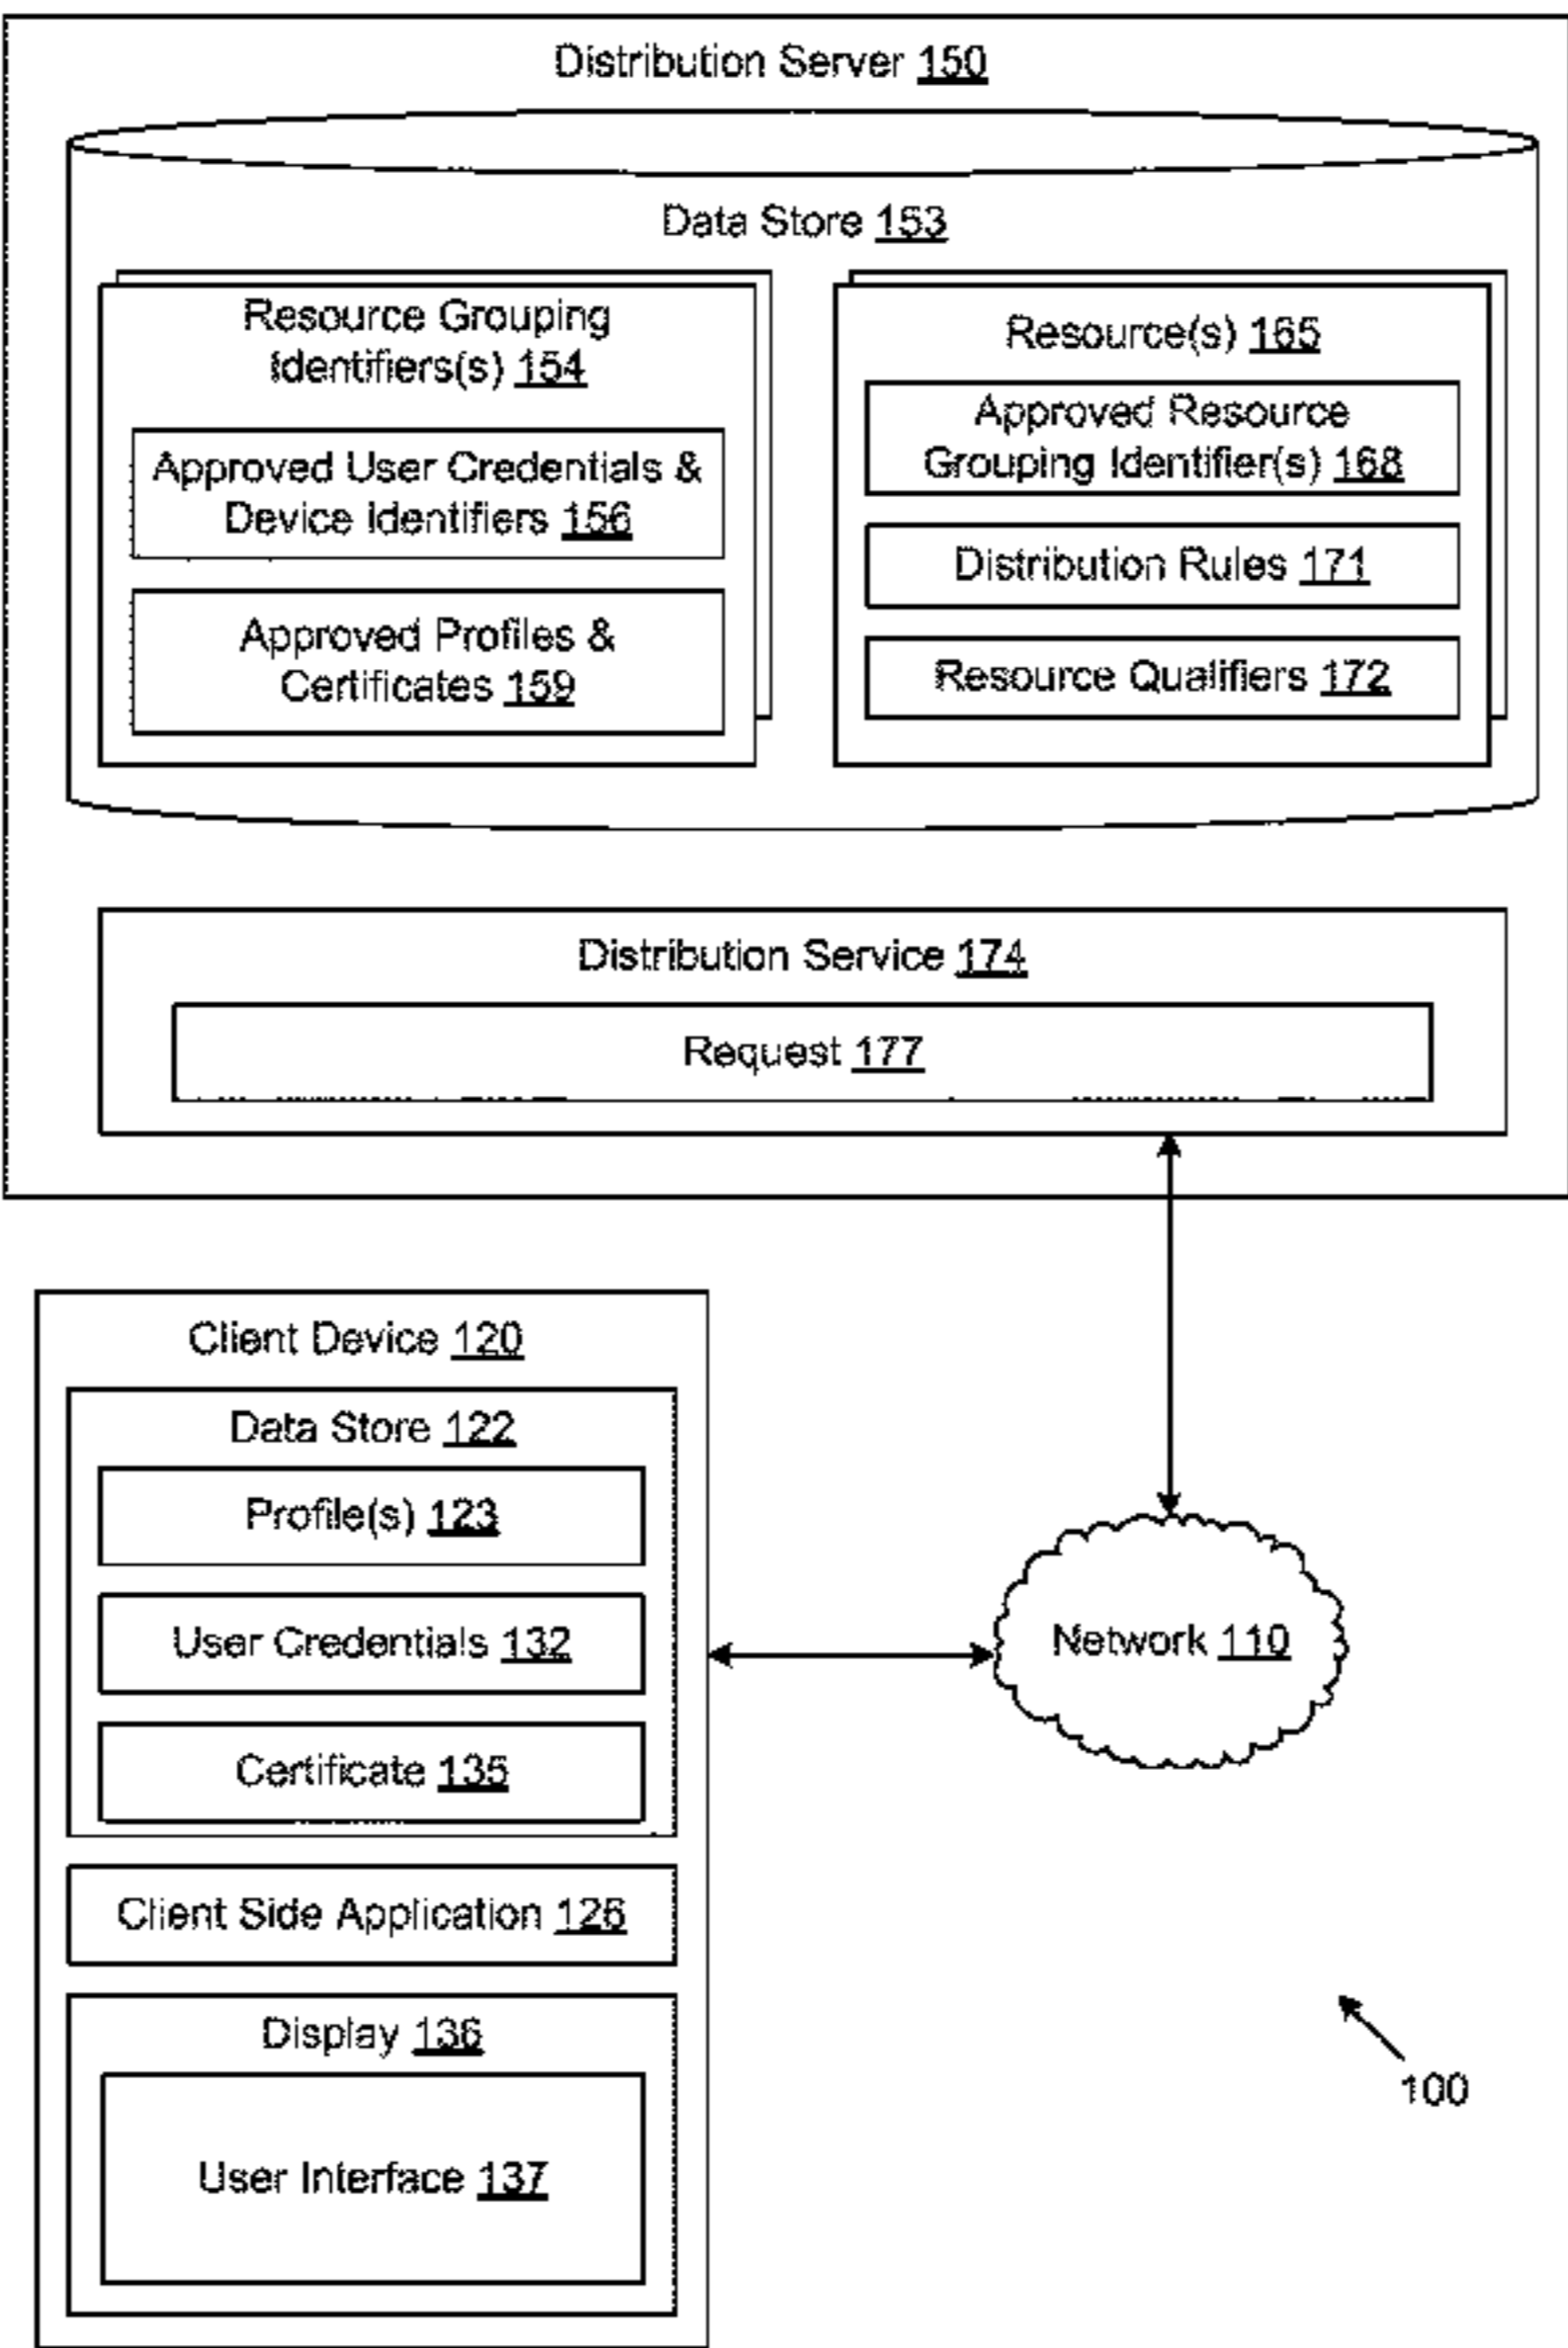 Distribution Server 150
Data Store 153
Resource Grouping
Identifiers(s) 154
Approved User Credentials &
Device Identifiers 156
Approved Profiles &
Certificates 159
Resource(s) 165
Approved Resource
Grouping Identifier(s) 168
Distribution Rules 171
Resource Qualifiers 172
Distribution Service 174
Request 177
Client Device 120
Data Store 122
Profile(s) 123
User Credentials 132
Certificate 135
Client Side Application 126
Display 136
User Interface 137
Network 110
100